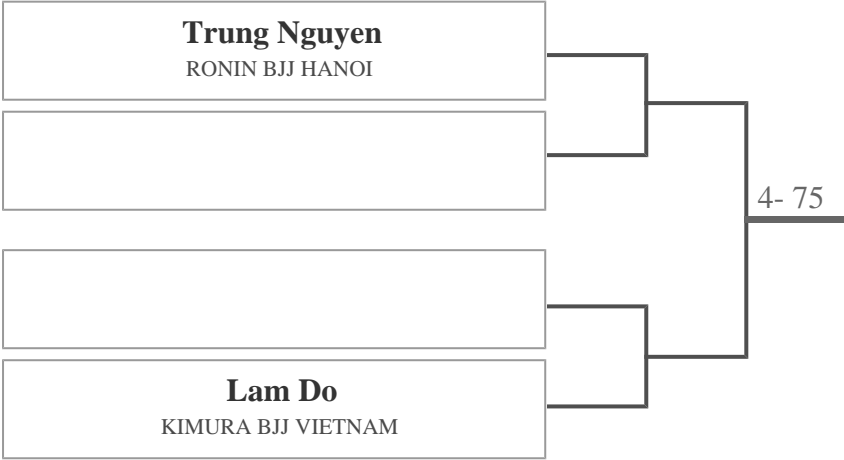 Trung Nguyen
RONIN BJJ HANOI
4- 75
Lam Do
KIMURA BJJ VIETNAM